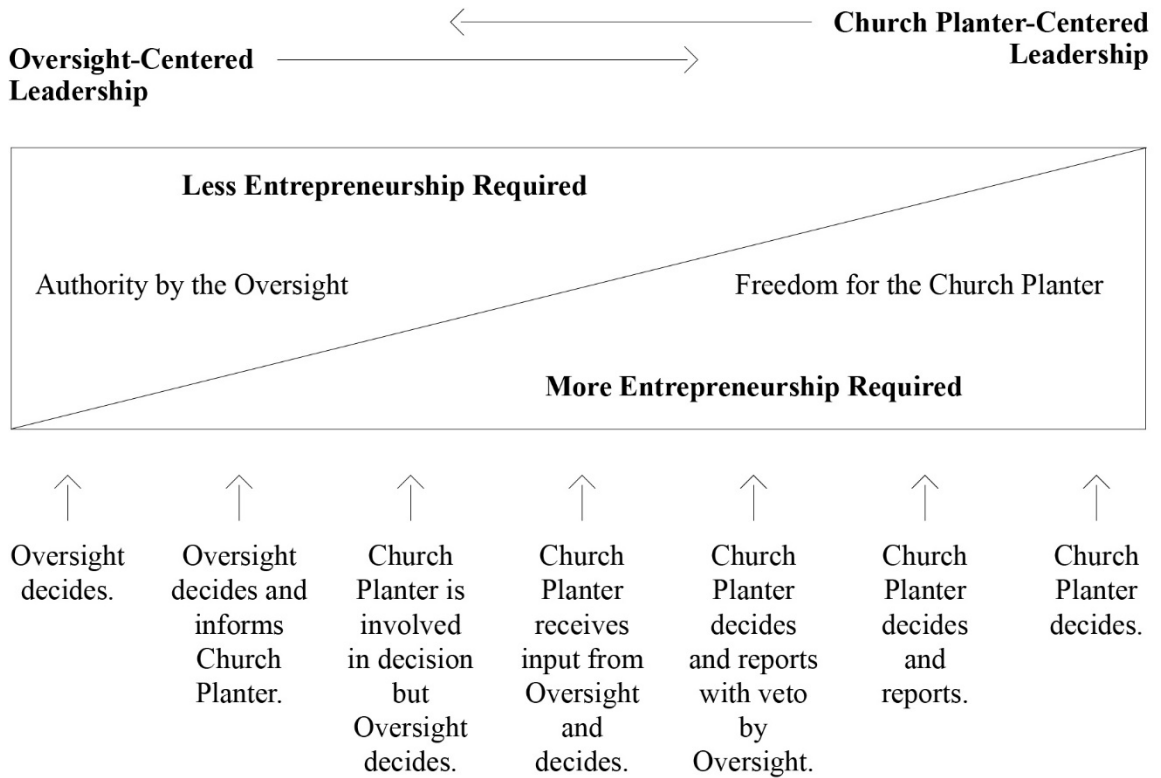 Church Planter-Centered
Leadership
Oversight-Centered
Leadership
Less Entrepreneurship Required
Authority by the Oversight
Freedom for the Church Planter
More Entrepreneurship Required
Oversight
decides.
Oversight
decides and
informs
Church
Planter.
Church
Planter is
involved
in decision
but
Oversight
decides.
Church
Planter
receives
input from
Oversight
and
decides.
Church
Planter
decides
and reports
with veto
by
Oversight.
Church
Planter
decides
and
reports.
Church
Planter
decides.